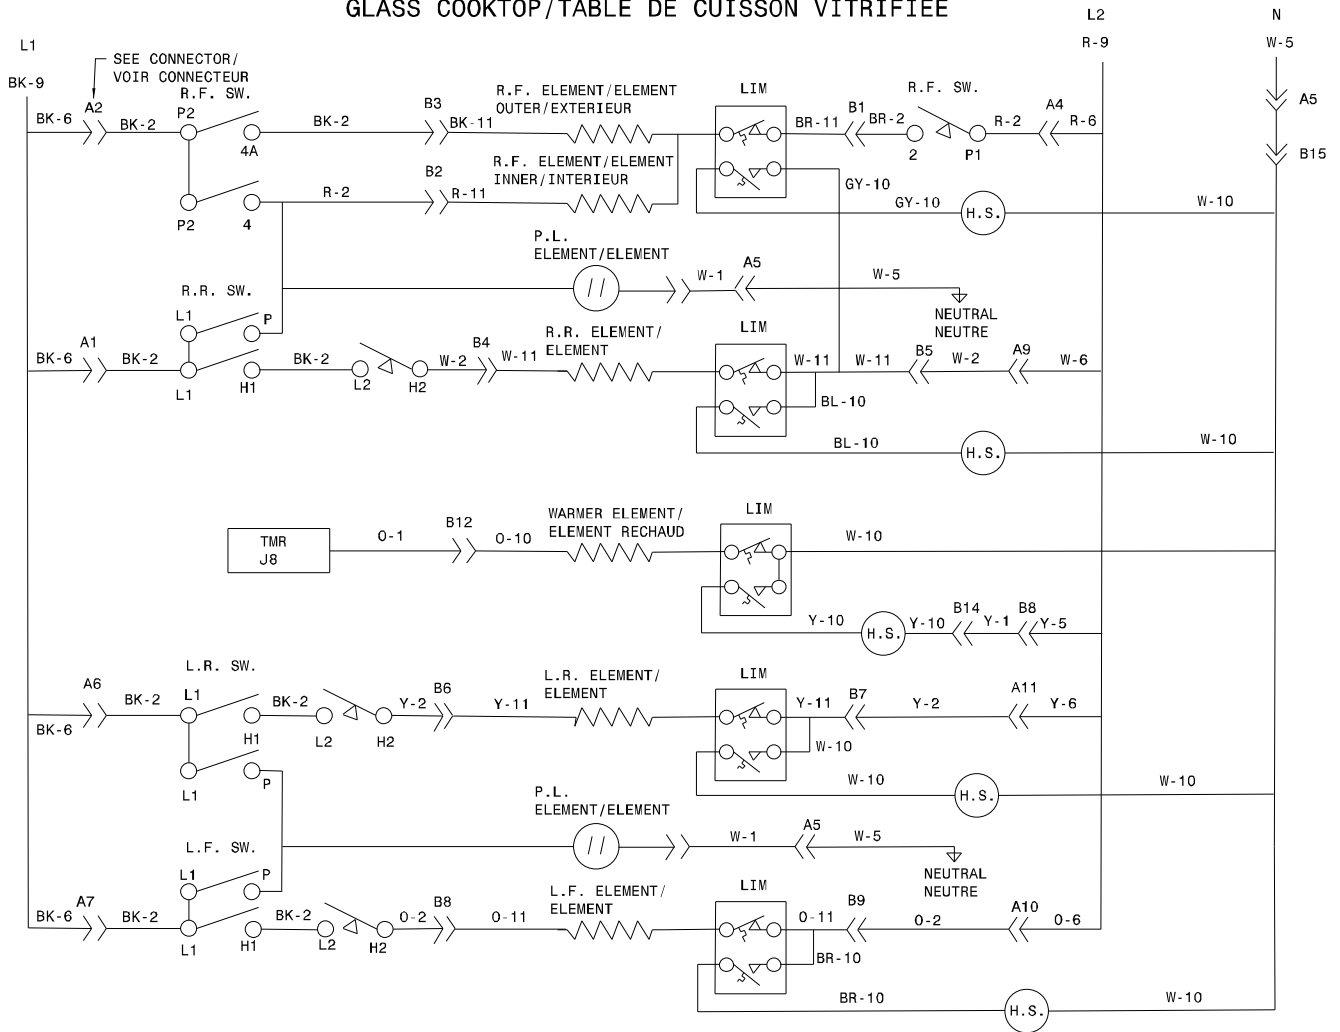 GLASS COOKTOP/TABLE DE CUISSON VITRIFIEE
L1
BK-9
L2
R-9
N
W-5
SEE CONNECTOR/
VOIR CONNECTEUR
R.F. SW.
BK-6
A2
BK-2
P2
4A
BK-2
B3
BK-11
R.F. ELEMENT/ELEMENT
OUTER/EXTERIEUR
LIM
BR-11
B1
BR-2
R.F. SW.
2
P1
R-2
A4
R-6
A5
B15
P2
4
R-2
B2
R-11
R.F. ELEMENT/ELEMENT
INNER/INTERIEUR
GY-10
GY-10
H.S.
W-10
P.L.
ELEMENT/ELEMENT
W-1
A5
W-5
NEUTRAL
NEUTRE
R.R. SW.
L1
P
BK-6
A1
BK-2
L1
H1
BK-2
L2
H2
W-2
B4
W-11
R.R. ELEMENT/
ELEMENT
LIM
W-11
W-11
B5
W-2
A9
W-6
BL-10
BL-10
H.S.
W-10
TMR
J8
O-1
B12
O-10
WARMER ELEMENT/
ELEMENT RECHAUD
LIM
W-10
Y-10
H.S.
Y-10
B14
Y-1
B8
Y-5
L.R. SW.
BK-6
A6
BK-2
L1
H1
BK-2
L2
H2
Y-2
B6
Y-11
L.R. ELEMENT/
ELEMENT
LIM
Y-11
B7
Y-2
A11
Y-6
W-10
L1
P
W-10
H.S.
W-10
P.L.
ELEMENT/ELEMENT
W-1
A5
W-5
NEUTRAL
NEUTRE
L.F. SW.
L1
P
BK-6
A7
BK-2
L1
H1
BK-2
L2
H2
O-2
B8
O-11
L.F. ELEMENT/
ELEMENT
LIM
O-11
B9
O-2
A10
O-6
BR-10
BR-10
H.S.
W-10